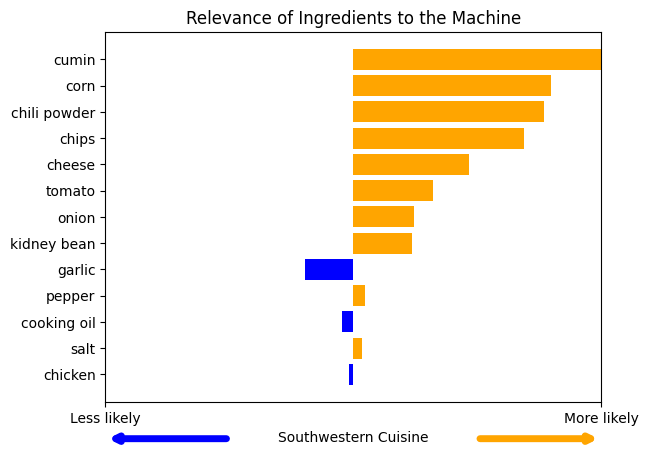 Relevance of Ingredients to the Machine
cumin
corn
chili powder
chips
cheese
tomato
onion
kidney bean
garlic
pepper
cooking oil
salt
chicken
Less likely
More likely
Southwestern Cuisine